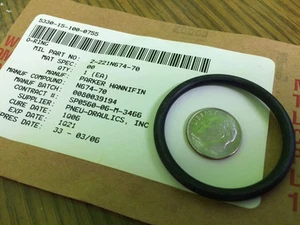 5330-15-100-0755
O-RING
MIL PART NO: 2-221N674-70
MAT SPEC: 00
QTY: 1 (EA)
MANUF: PARKER HANNIFIN
MANUF COMPOUND: N674-70
MANUF BATCH: 0080039194
CONTRACT #: SP0560-06-M-3466
SUPPLIER: PNEU-DRAULICS, INC
CURE DATE: 1Q06
EXP DATE: 1Q21
PRES DATE: 33 - 03/06